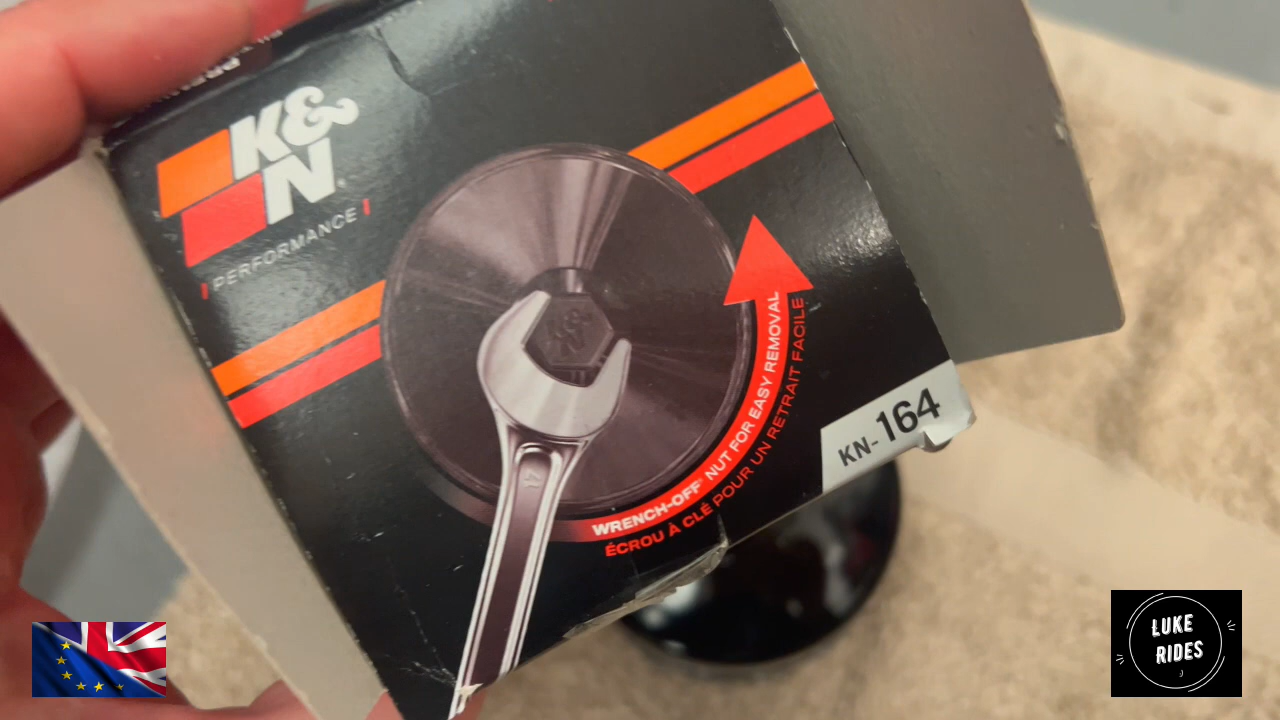 K&
N
PERFORMANCE
WRENCH-OFF® NUT FOR EASY REMOVAL
ÉCROU À CLÉ POUR UN RETRAIT FACILE
KN-164
LUKE
RIDES